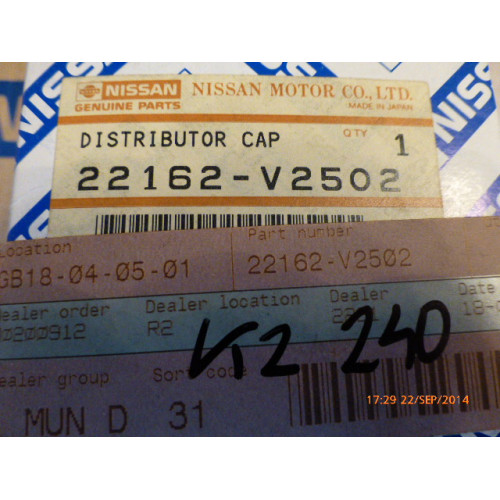 NISSAN
GENUINE PARTS
NISSAN MOTOR CO., LTD.
MADE IN JAPAN
DISTRIBUTOR CAP
QTY 1
22162-V2502
Location
GB18-04-05-01
Part number
22162-V2502
Dealer order
Dealer location
R2
Dealer
Date
Dealer group
MUN D
Sort code
31
240
17:29 22/SEP/2014